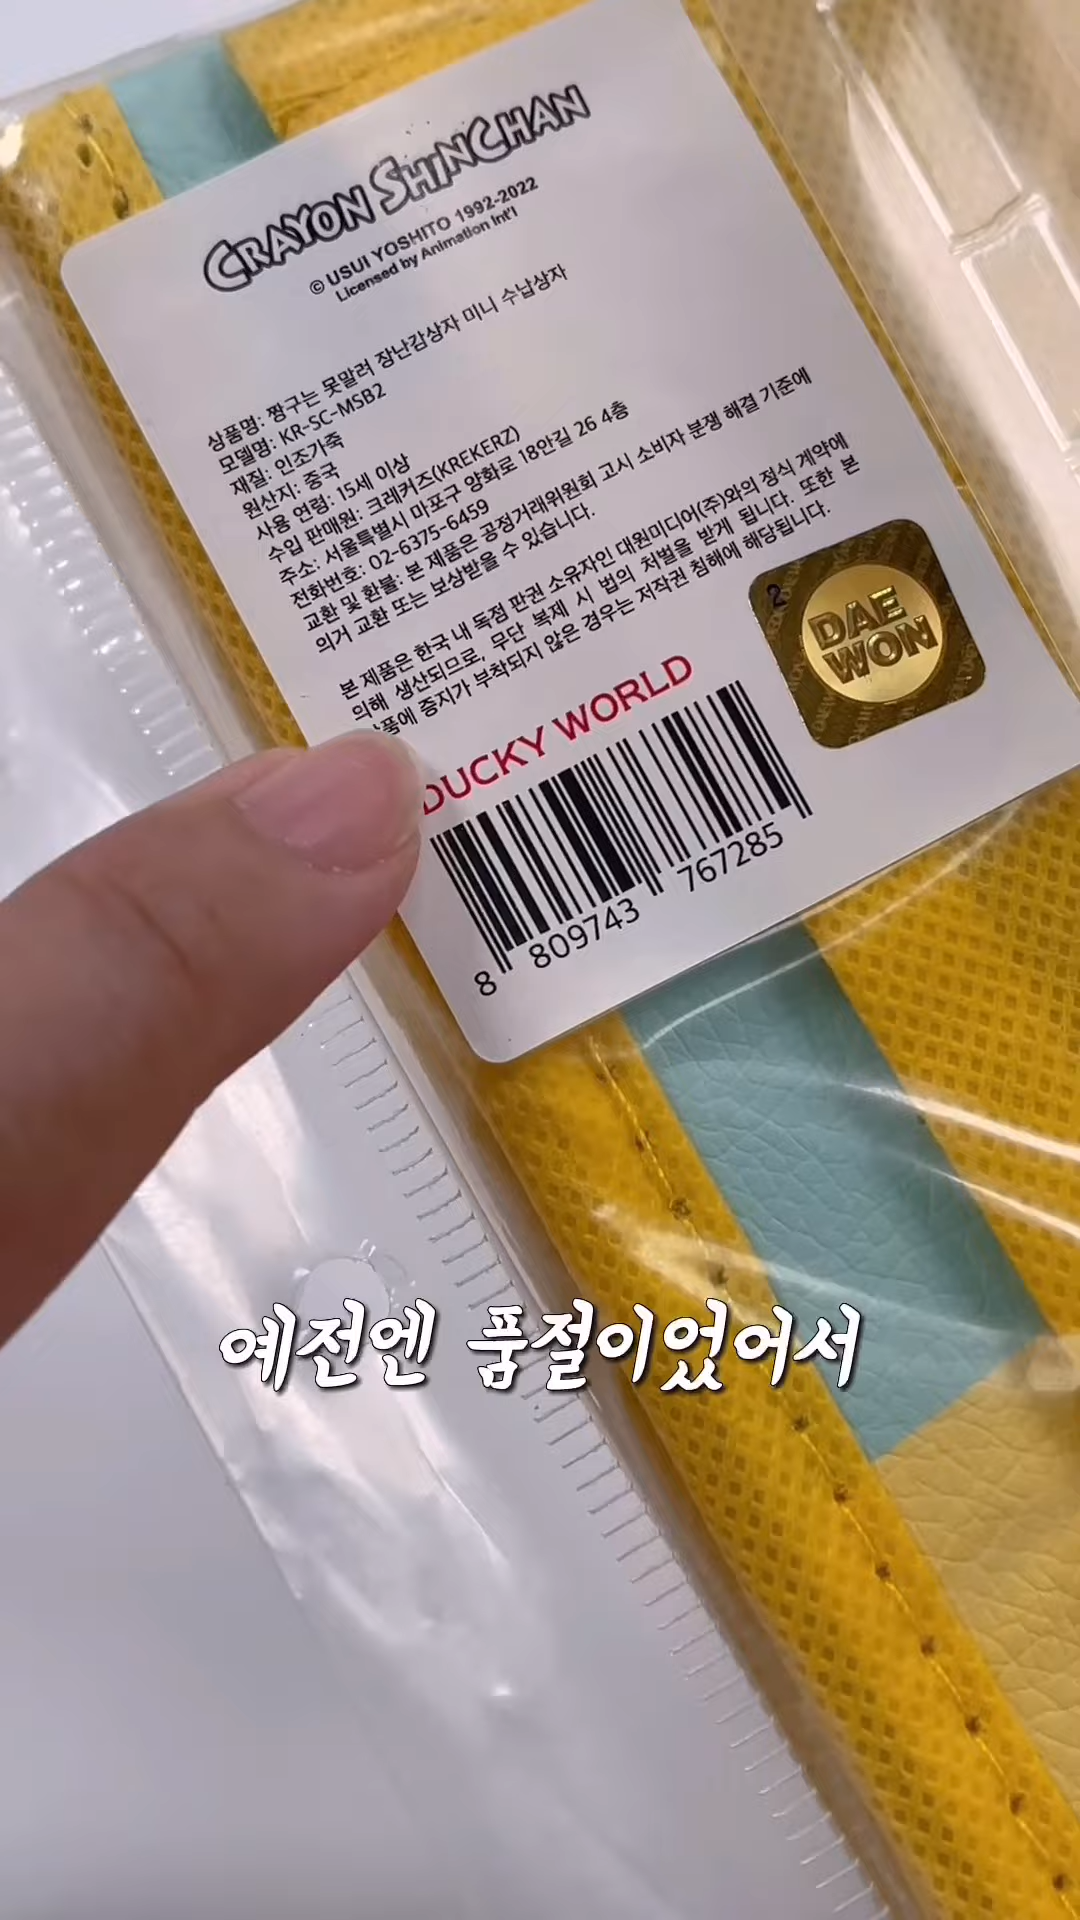 CRAYON SHINCHAN
© USUI YOSHITO 1992-2022
Licensed by Animation Int'l
상품명: 짱구는 못말려 장난감상자 미니 수납상자
모델명: KR-SC-MSB2
재질: 인조가죽
원산지: 중국
사용 연령: 15세 이상
수입 판매원: 크레커즈(KREKERZ)
주소: 서울특별시 마포구 양화로 18안길 26 4층
전화번호: 02-6375-6459
교환 및 환불: 본 제품은 공정거래위원회 고시 소비자 분쟁 해결 기준에
의거 교환 또는 보상받을 수 있습니다.
본 제품은 한국 내 독점 판권 소유자인 대원미디어(주)와의 정식 계약에
의해 생산되므로, 무단 복제 시 법의 처벌을 받게 됩니다. 또한 본
증지가 부착되지 않은 경우는 저작권 침해에 해당됩니다.
2
DAE
WON
DUCKY WORLD
8 809743 767285
예전엔 품절이었어서